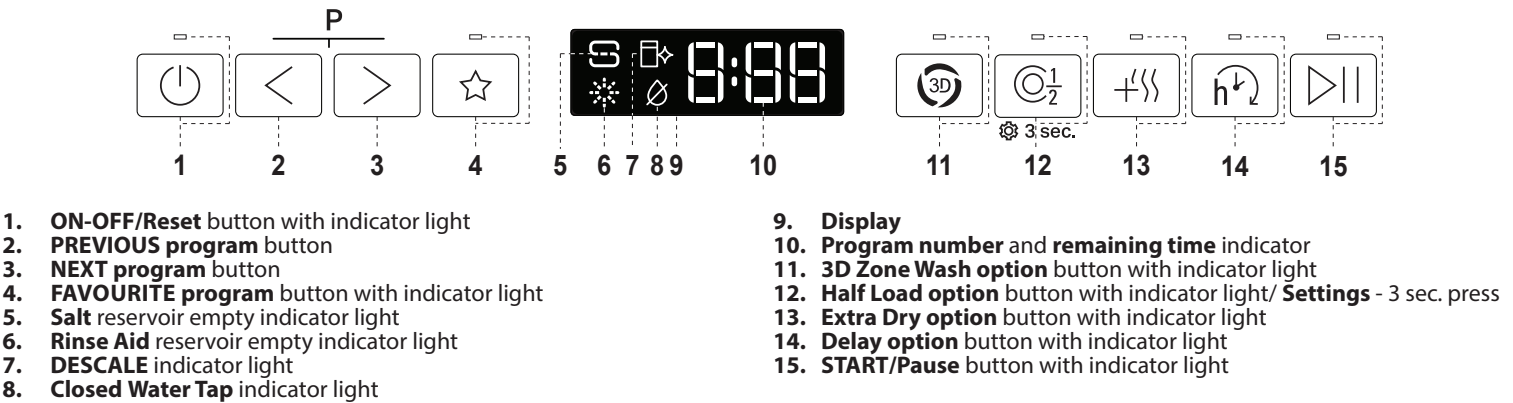 P
8:88
3D
1/2
h
3 sec.
1 2 3 4 5 6 7 8 9 10 11 12 13 14 15
1. ON-OFF/Reset button with indicator light
2. PREVIOUS program button
3. NEXT program button
4. FAVOURITE program button with indicator light
5. Salt reservoir empty indicator light
6. Rinse Aid reservoir empty indicator light
7. DESCALE indicator light
8. Closed Water Tap indicator light
9. Display
10. Program number and remaining time indicator
11. 3D Zone Wash option button with indicator light
12. Half Load option button with indicator light/ Settings - 3 sec. press
13. Extra Dry option button with indicator light
14. Delay option button with indicator light
15. START/Pause button with indicator light